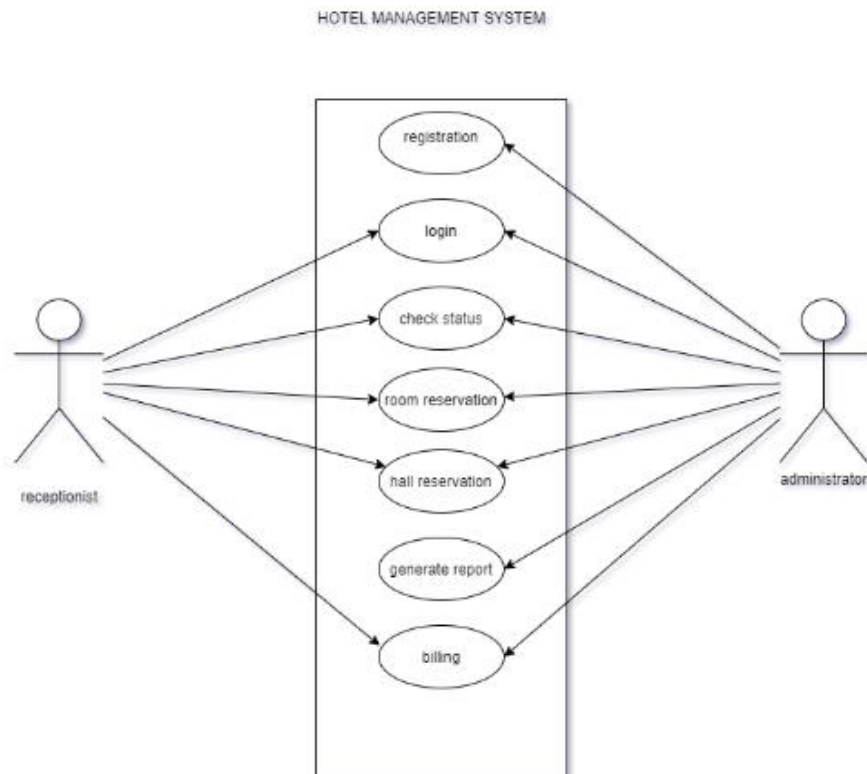 HOTEL MANAGEMENT SYSTEM
registration
login
check status
room reservation
hall reservation
receptionist
administrator
generate report
billing